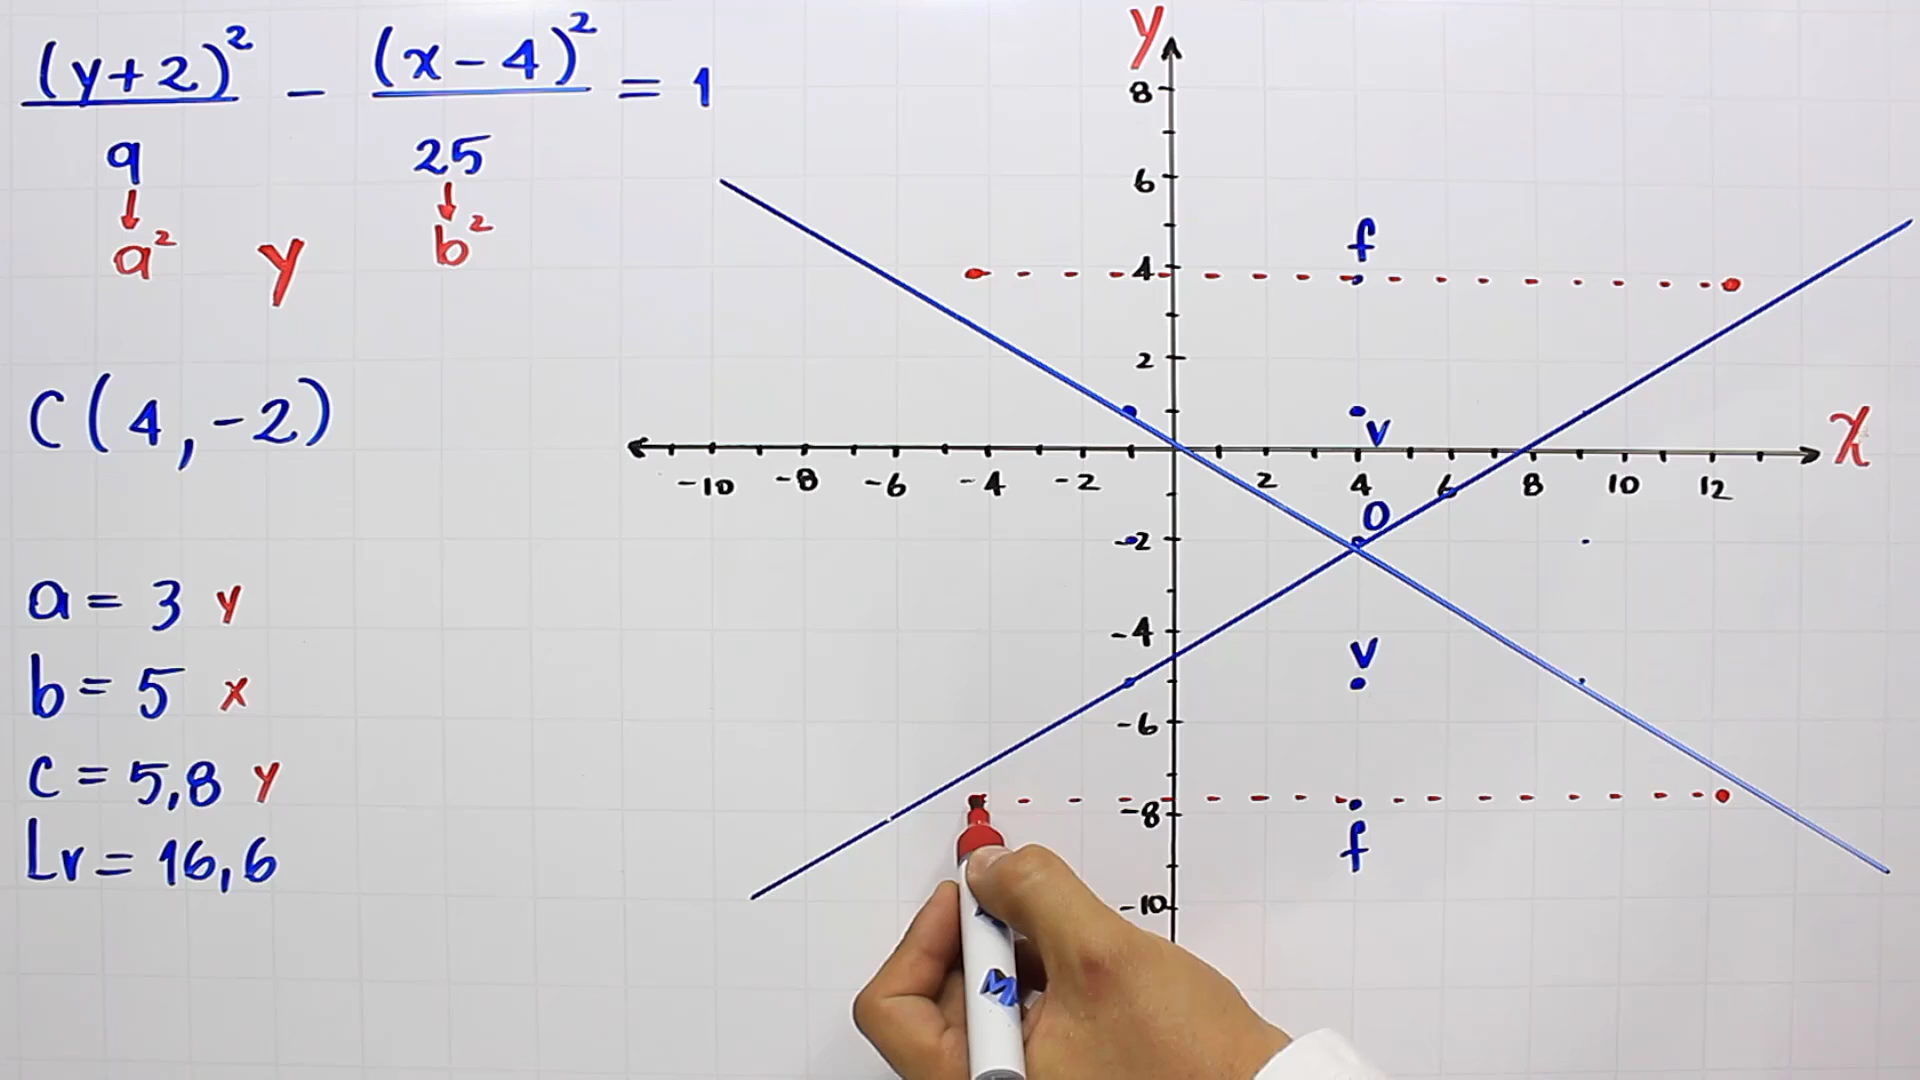 (y+2)² - (x-4)² = 1
9 25
↓ ↓
a² y b²
C(4,-2)
a = 3 y
b = 5 x
c = 5,8 y
Lr = 16,6
y
8
6
f
4
2
v
x
-10 -8 -6 -4 -2 2 4 6 8 10 12
O
-2
-4
v
-6
-8
f
-10